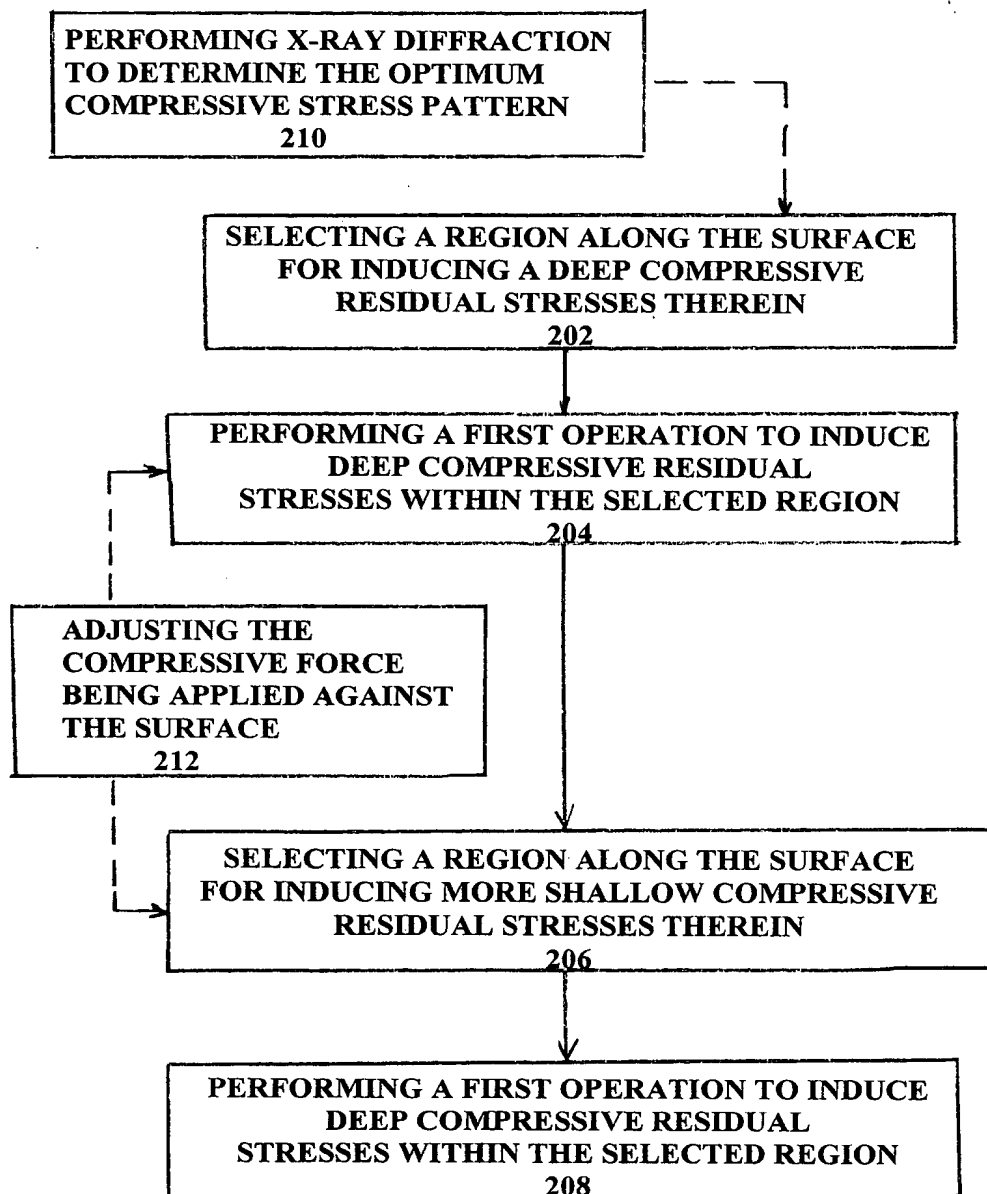 PERFORMING X-RAY DIFFRACTION
TO DETERMINE THE OPTIMUM
COMPRESSIVE STRESS PATTERN
210
SELECTING A REGION ALONG THE SURFACE
FOR INDUCING A DEEP COMPRESSIVE
RESIDUAL STRESSES THEREIN
202
PERFORMING A FIRST OPERATION TO INDUCE
DEEP COMPRESSIVE RESIDUAL
STRESSES WITHIN THE SELECTED REGION
204
ADJUSTING THE
COMPRESSIVE FORCE
BEING APPLIED AGAINST
THE SURFACE
212
SELECTING A REGION ALONG THE SURFACE
FOR INDUCING MORE SHALLOW COMPRESSIVE
RESIDUAL STRESSES THEREIN
206
PERFORMING A FIRST OPERATION TO INDUCE
DEEP COMPRESSIVE RESIDUAL
STRESSES WITHIN THE SELECTED REGION
208